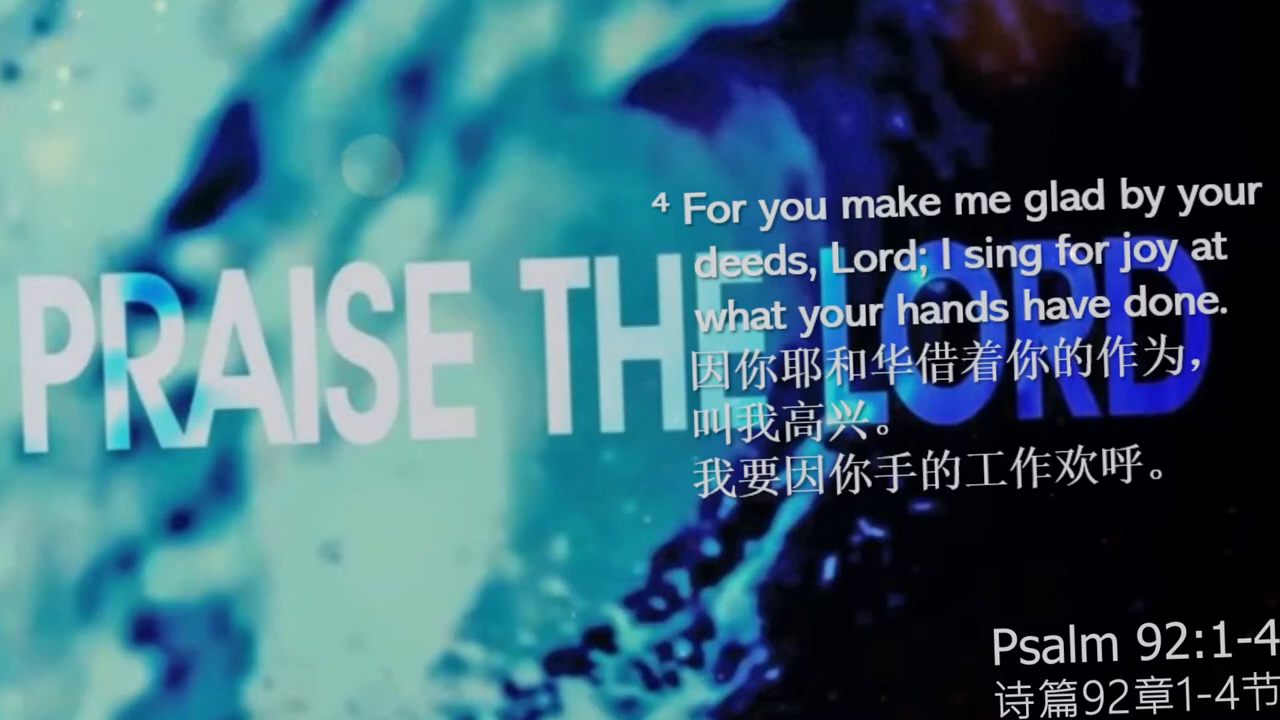 PRAISE THE LORD
⁴ For you make me glad by your
deeds, Lord; I sing for joy at
what your hands have done.
因你耶和华借着你的作为，
叫我高兴。
我要因你手的工作欢呼。
Psalm 92:1-4
诗篇92章1-4节